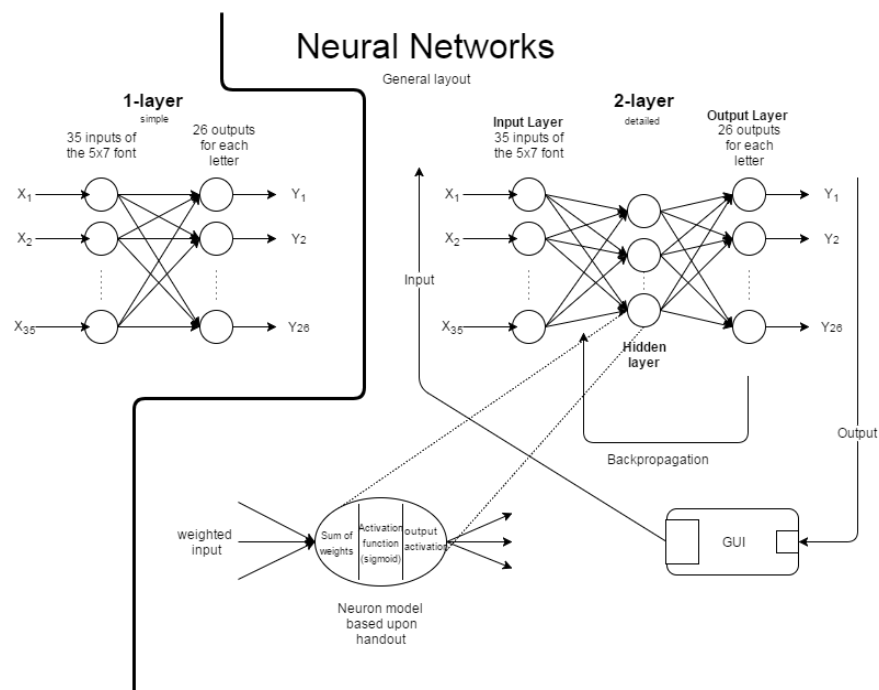 Neural Networks
General layout
1-layer
simple
35 inputs of
the 5x7 font
26 outputs
for each
letter
X1
X2
X35
Y1
Y2
Y26
2-layer
detailed
Input Layer
35 inputs of
the 5x7 font
Output Layer
26 outputs
for each
letter
X1
X2
X35
Y1
Y2
Y26
Input
Hidden
layer
Backpropagation
Output
GUI
weighted
input
Sum of
weights
Activation
function
(sigmoid)
output
activation
Neuron model
based upon
handout